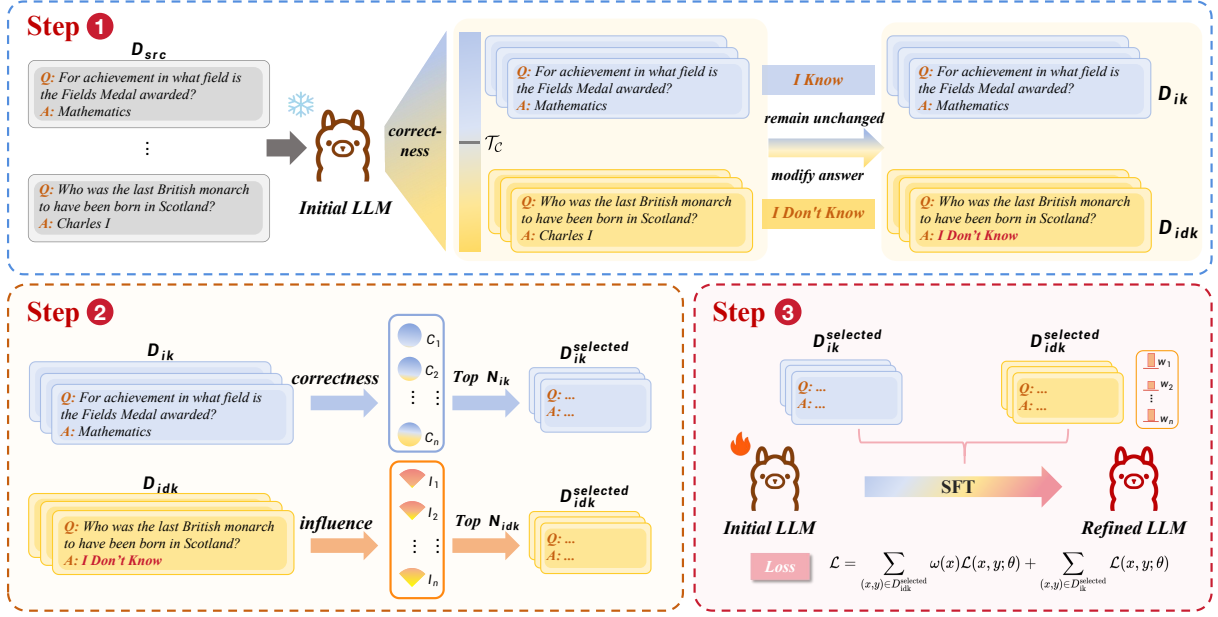 Step 1
D_src
Q: For achievement in what field is
the Fields Medal awarded?
A: Mathematics
⋮
Q: Who was the last British monarch
to have been born in Scotland?
A: Charles I
Initial LLM
correct-
ness
𝒯_C
Q: For achievement in what field is
the Fields Medal awarded?
A: Mathematics
Q: Who was the last British monarch
to have been born in Scotland?
A: Charles I
I Know
remain unchanged
modify answer
I Don't Know
Q: For achievement in what field is
the Fields Medal awarded?
A: Mathematics
D_ik
Q: Who was the last British monarch
to have been born in Scotland?
A: I Don't Know
D_idk
Step 2
D_ik
Q: For achievement in what field is
the Fields Medal awarded?
A: Mathematics
correctness
C_1
C_2
⋮ ⋮
C_n
Top N_ik
D_ik^selected
Q: ...
A: ...
D_idk
Q: Who was the last British monarch
to have been born in Scotland?
A: I Don't Know
influence
I_1
I_2
⋮ ⋮
I_n
Top N_idk
D_idk^selected
Q: ...
A: ...
Step 3
D_ik^selected
Q: ...
A: ...
D_idk^selected
Q: ...
A: ...
w_1
w_2
⋮
w_n
Initial LLM
SFT
Refined LLM
Loss
ℒ = ∑_{(x,y)∈D_idk^selected} ω(x)ℒ(x, y; θ) + ∑_{(x,y)∈D_ik^selected} ℒ(x, y; θ)